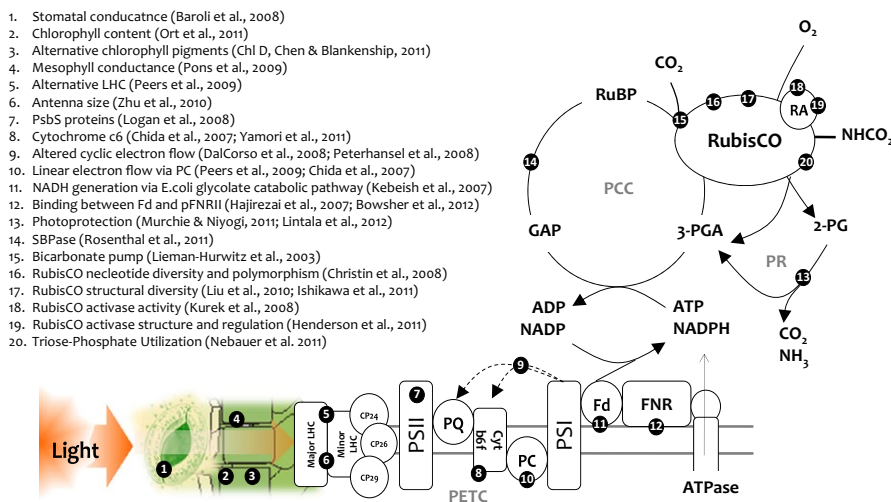 1. Stomatal conducatnce (Baroli et al., 2008)
2. Chlorophyll content (Ort et al., 2011)
3. Alternative chlorophyll pigments (Chl D, Chen & Blankenship, 2011)
4. Mesophyll conductance (Pons et al., 2009)
5. Alternative LHC (Peers et al., 2009)
6. Antenna size (Zhu et al., 2010)
7. PsbS proteins (Logan et al., 2008)
8. Cytochrome c6 (Chida et al., 2007; Yamori et al., 2011)
9. Altered cyclic electron flow (DalCorso et al., 2008; Peterhansel et al., 2008)
10. Linear electron flow via PC (Peers et al., 2009; Chida et al., 2007)
11. NADH generation via E.coli glycolate catabolic pathway (Kebeish et al., 2007)
12. Binding between Fd and pFNRII (Hajirezai et al., 2007; Bowsher et al., 2012)
13. Photoprotection (Murchie & Niyogi, 2011; Lintala et al., 2012)
14. SBPase (Rosenthal et al., 2011)
15. Bicarbonate pump (Lieman-Hurwitz et al., 2003)
16. RubisCO necleotide diversity and polymorphism (Christin et al., 2008)
17. RubisCO structural diversity (Liu et al., 2010; Ishikawa et al., 2011)
18. RubisCO activase activity (Kurek et al., 2008)
19. RubisCO activase structure and regulation (Henderson et al., 2011)
20. Triose-Phosphate Utilization (Nebauer et al. 2011)
O2
CO2
RuBP
15
16
17
18
19
RA
RubisCO
NHCO2
20
14
PCC
GAP
3-PGA
2-PG
PR
13
ADP
NADP
ATP
NADPH
CO2
NH3
Light
1
2
3
4
Major LHC
5
6
Minor LHC
CP24
CP26
CP29
7
PSII
PQ
Cyt b6f
8
9
PC
10
PSI
Fd
11
FNR
12
ATPase
PETC